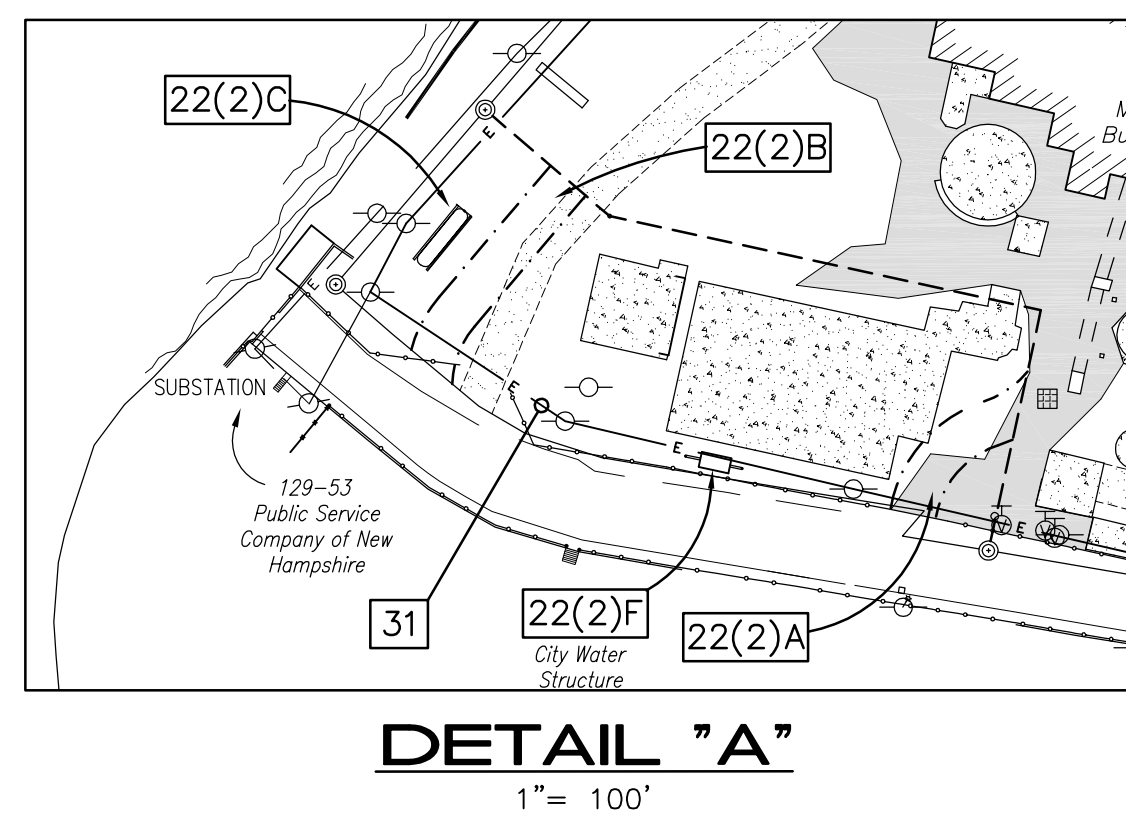 22(2)C
22(2)B
M
Bu
E
E
SUBSTATION
E
E
E
129-53
Public Service
Company of New
Hampshire
31
22(2)F
City Water
Structure
22(2)A
DETAIL "A"
1"= 100'